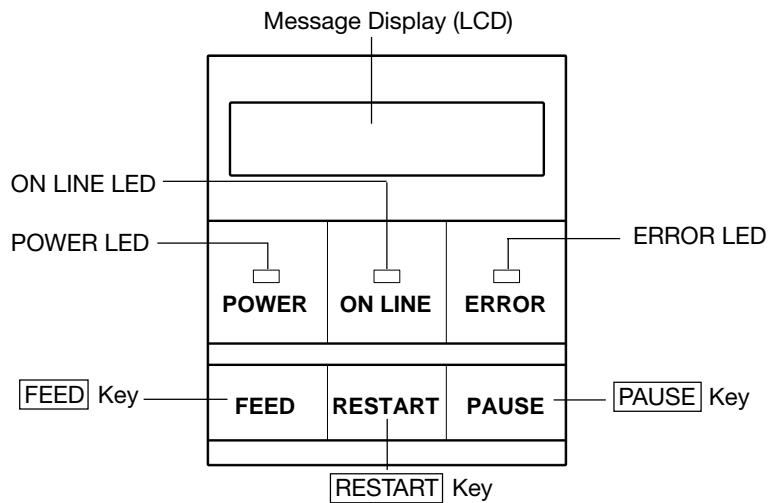 Message Display (LCD)
ON LINE LED
POWER LED
ERROR LED
POWER
ON LINE
ERROR
FEED Key
FEED
RESTART
PAUSE
PAUSE Key
RESTART Key